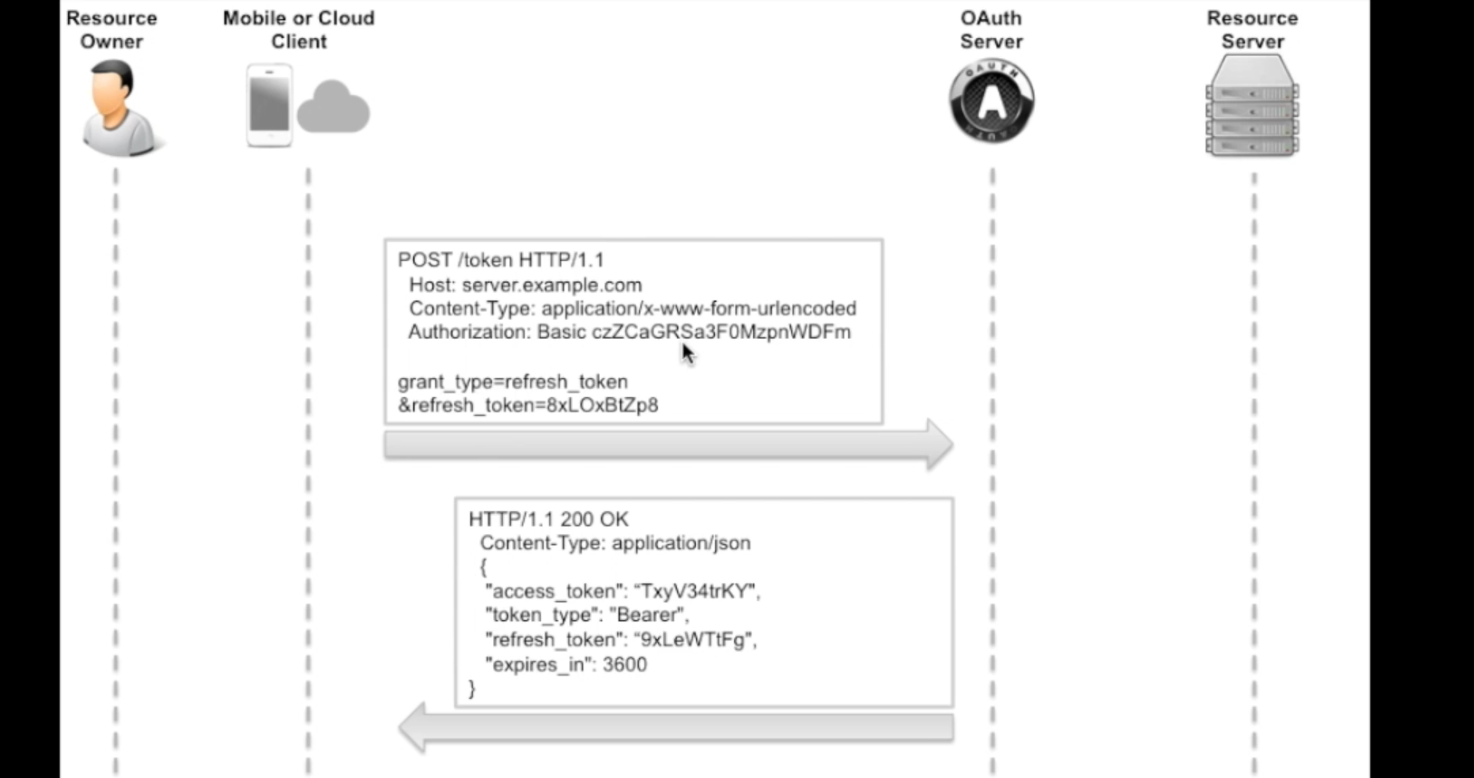 Resource
Owner
Mobile or Cloud
Client
OAuth
Server
Resource
Server
OAUTH
A
POST /token HTTP/1.1
Host: server.example.com
Content-Type: application/x-www-form-urlencoded
Authorization: Basic czZCaGRSa3F0MzpnWDFm
grant_type=refresh_token
&refresh_token=8xLOxBtZp8
HTTP/1.1 200 OK
Content-Type: application/json
{
"access_token": “TxyV34trKY",
"token_type": "Bearer",
"refresh_token": “9xLeWTtFg",
"expires_in": 3600
}